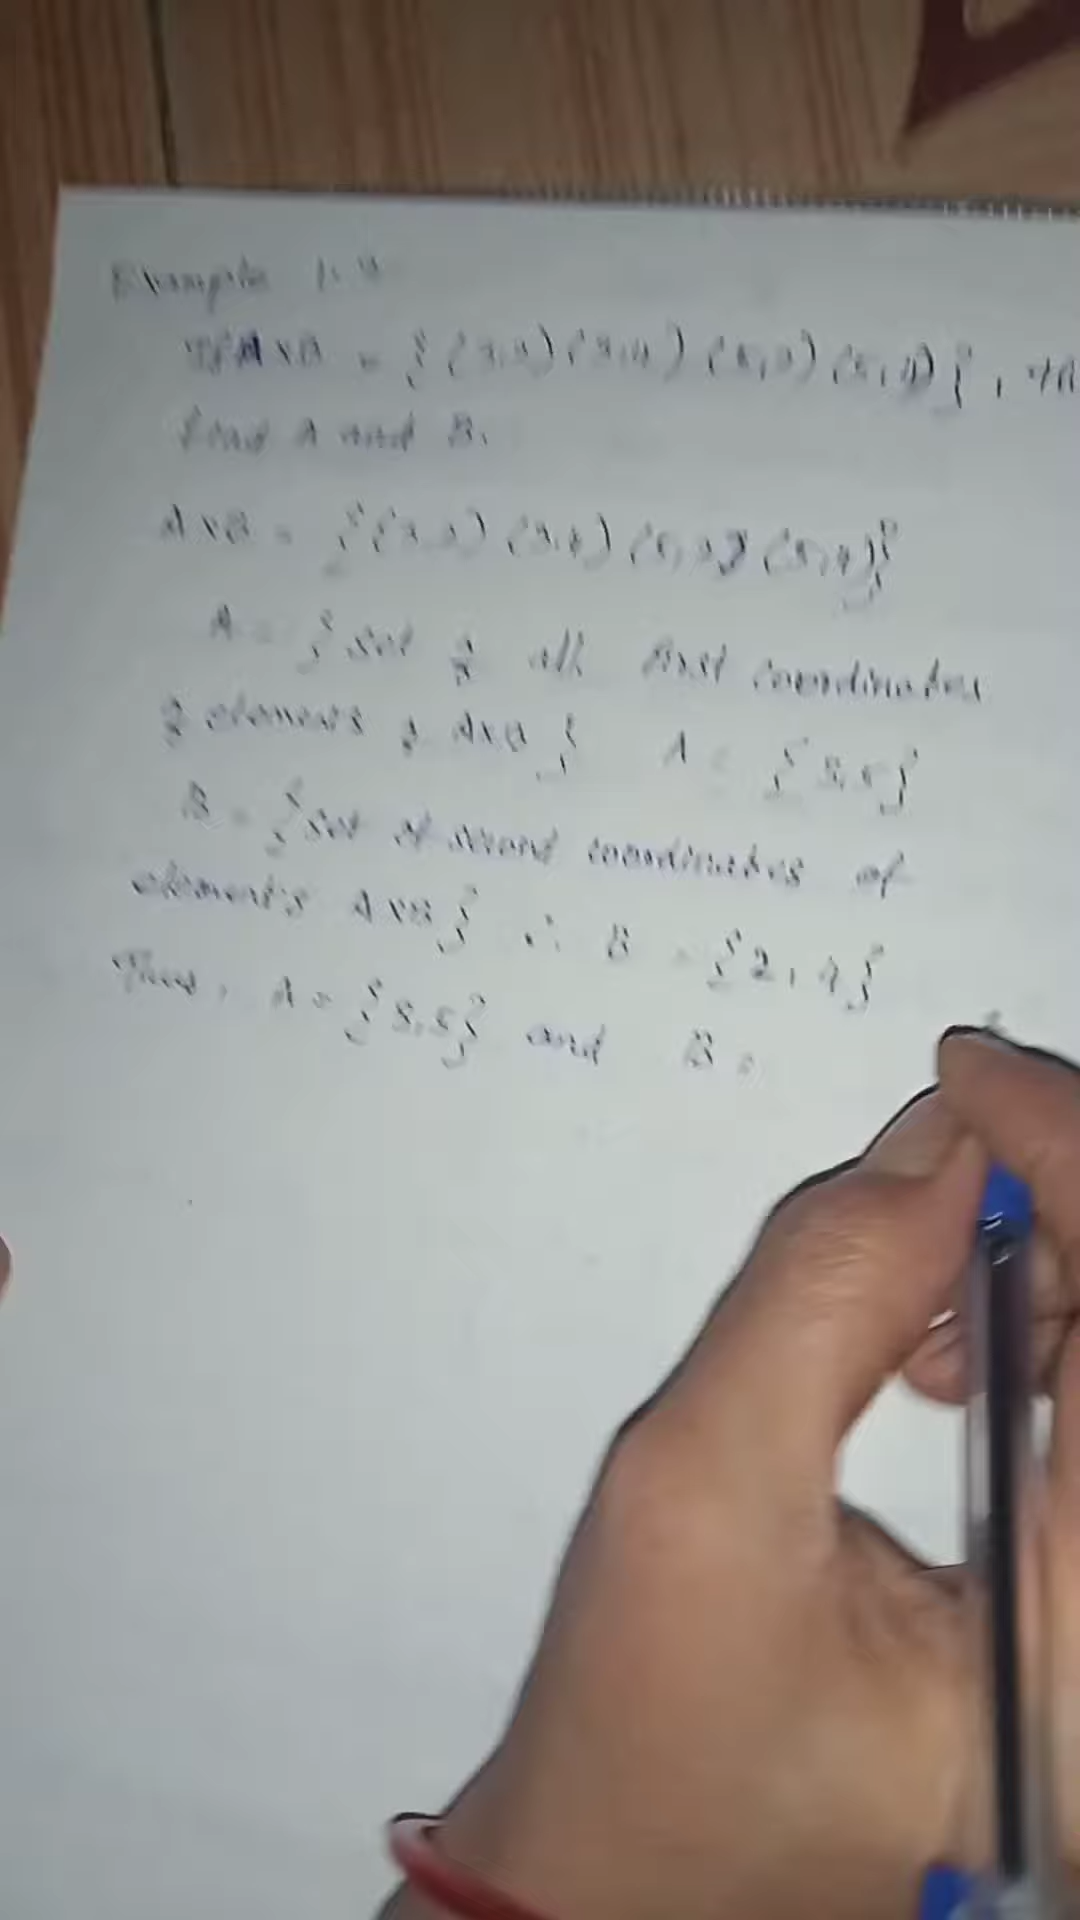 Example 1.
If A×B = {(3,2) (3,4) (5,2) (5,4)}, th
find A and B.
A×B = {(3,2) (3,4) (5,2) (5,4)}
A = {set of all first coordinates
of elements of A×B} A = {3,5}
B = {set of second coordinates of
elements A×B} ∴ B = {2, 4}
Thus, A = {3,5} and B =